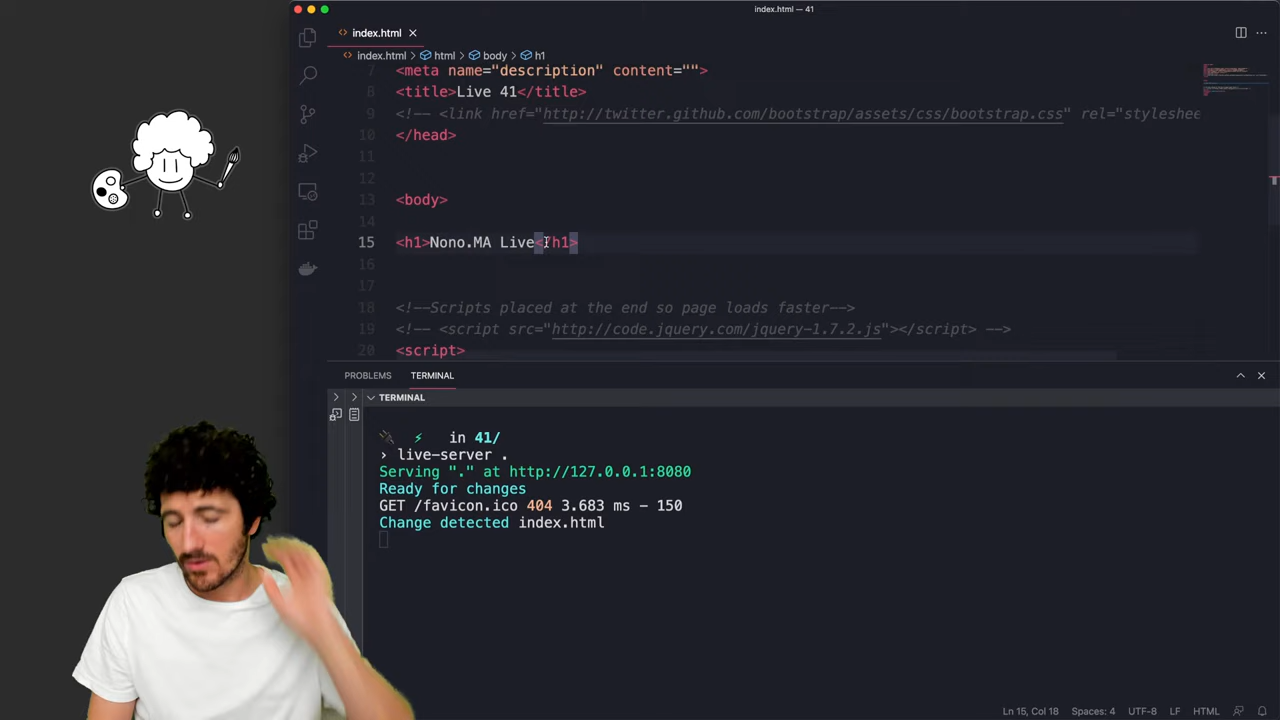 index.html — 41
index.html
index.html > html > body > h1
7 <meta name="description" content="">
8 <title>Live 41</title>
9 <!-- <link href="http://twitter.github.com/bootstrap/assets/css/bootstrap.css" rel="styleshee
10 </head>
11
12
13 <body>
14
15 <h1>Nono.MA Live</h1>
16
17
18 <!--Scripts placed at the end so page loads faster-->
19 <!-- <script src="http://code.jquery.com/jquery-1.7.2.js"></script> -->
20 <script>
PROBLEMS TERMINAL
TERMINAL
in 41/
› live-server .
Serving "." at http://127.0.0.1:8080
Ready for changes
GET /favicon.ico 404 3.683 ms - 150
Change detected index.html
Ln 15, Col 18 Spaces: 4 UTF-8 LF HTML